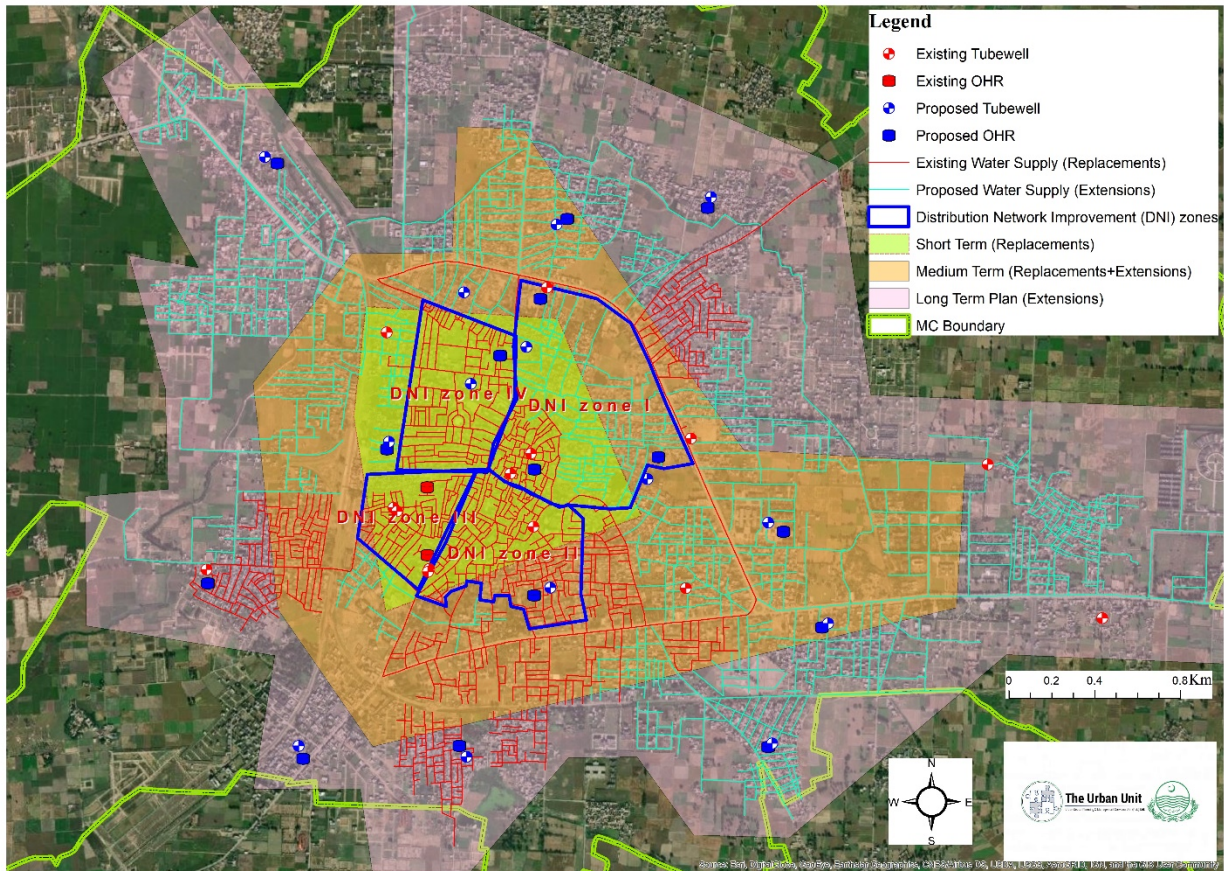 Legend
Existing Tubewell
Existing OHR
Proposed Tubewell
Proposed OHR
Existing Water Supply (Replacements)
Proposed Water Supply (Extensions)
Distribution Network Improvement (DNI) zones
Short Term (Replacements)
Medium Term (Replacements+Extensions)
Long Term Plan (Extensions)
MC Boundary
DNI zone IV
DNI zone I
DNI zone III
DNI zone II
0 0.2 0.4 0.8 Km
N
W E
S
The Urban Unit